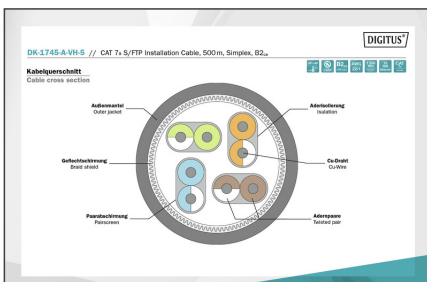 DIGITUS®
DK-1745-A-VH-5 // CAT 7A S/FTP Installation Cable, 500 m, Simplex, B2ca
Kabelquerschnitt
Cable cross section
Außenmantel
Outer jacket
Aderisolierung
Isulation
Geflechtschirmung
Braid shield
Cu-Draht
Cu-Wire
Paarabschirmung
Pairscreen
Aderpaare
Twisted pair